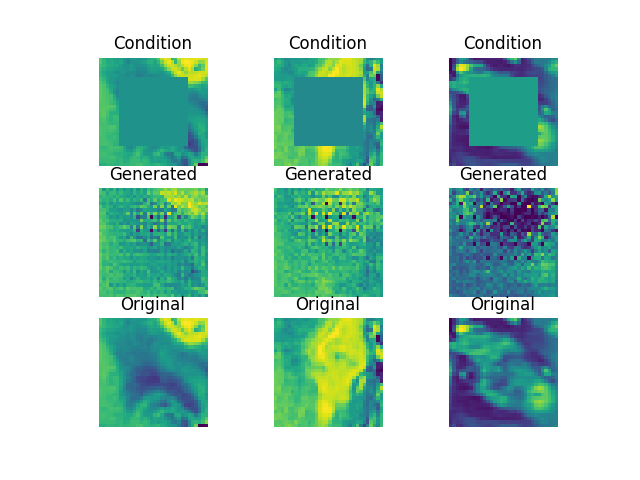 Condition Condition Condition
Generated Generated Generated
Original Original Original